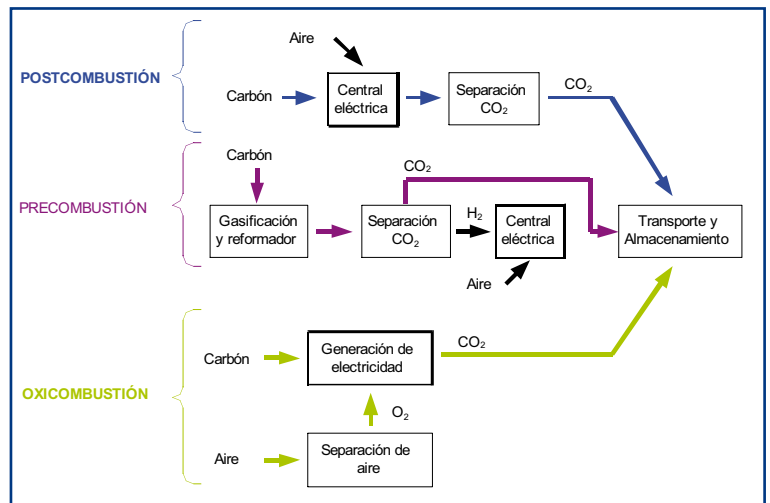 Aire
POSTCOMBUSTIÓN
Carbón
Central
eléctrica
Separación
CO₂
CO₂
Carbón
CO₂
PRECOMBUSTIÓN
Gasificación
y reformador
Separación
CO₂
H₂
Central
eléctrica
Aire
Transporte y
Almacenamiento
OXICOMBUSTIÓN
Carbón
Generación de
electricidad
CO₂
O₂
Aire
Separación de
aire